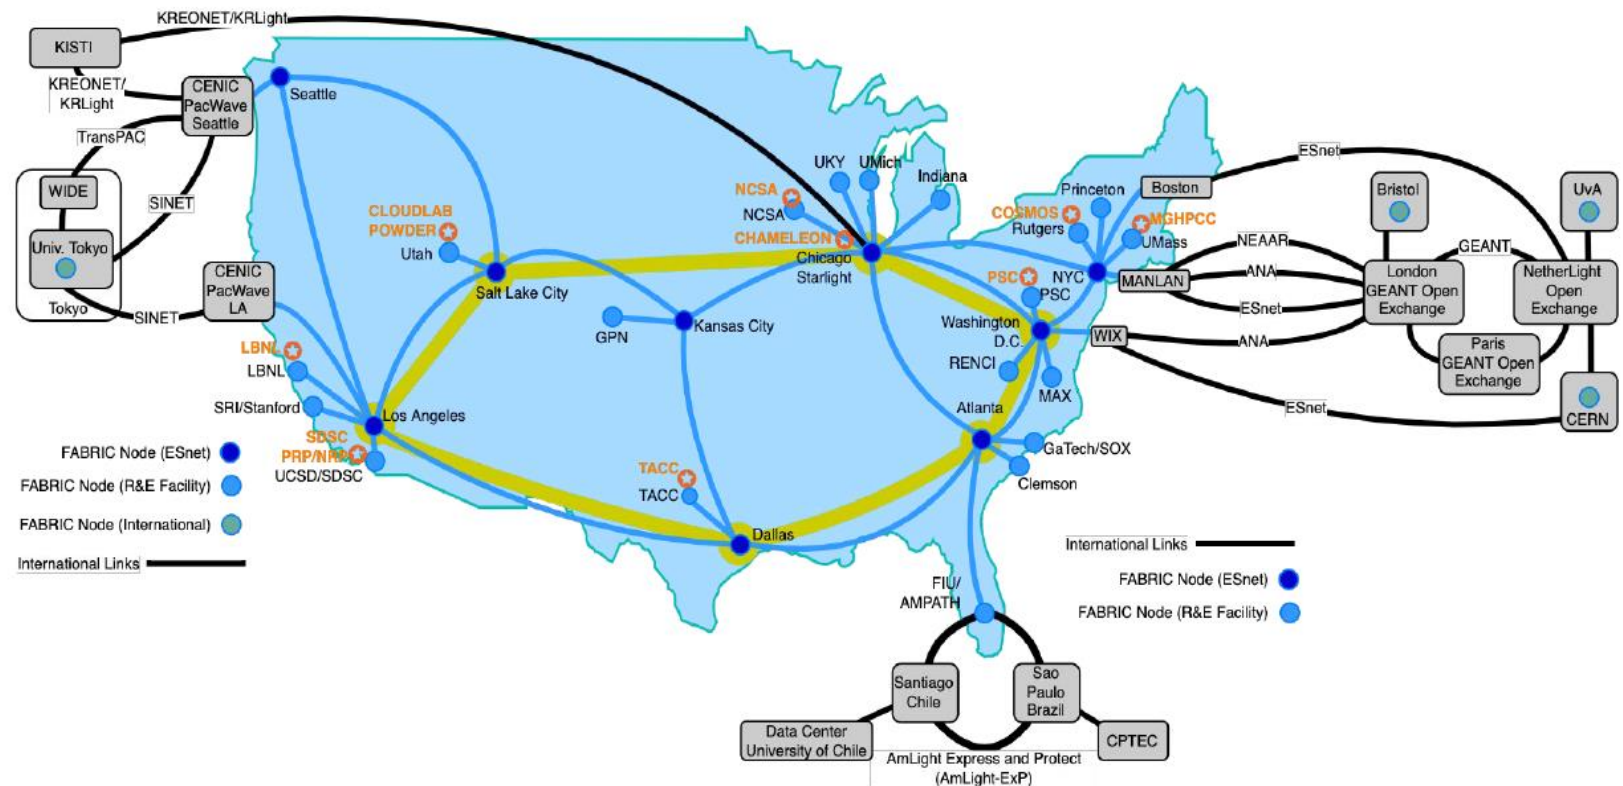 KREONET/KRLight
KISTI
KREONET/
KRLight
CENIC
PacWave
Seattle
Seattle
TransPAC
WIDE
SINET
Univ. Tokyo
Tokyo
SINET
CENIC
PacWave
LA
CLOUDLAB
POWDER
Utah
Salt Lake City
NCSA
NCSA
UKY
UMich
Indiana
CHAMELEON
Chicago
Starlight
Princeton
COSMOS
Rutgers
MGHPCC
UMass
NYC
Boston
MANLAN
PSC
PSC
Washington
D.C.
WIX
RENCI
MAX
Atlanta
GaTech/SOX
Clemson
GPN
Kansas City
LBNL
LBNL
SRI/Stanford
Los Angeles
SDSC
PRP/NRP
UCSD/SDSC
TACC
TACC
Dallas
FIU/
AMPATH
Santiago
Chile
Sao
Paulo
Brazil
Data Center
University of Chile
CPTEC
AmLight Express and Protect
(AmLight-ExP)
ESnet
NEAAR
ANA
ESnet
ANA
ESnet
Bristol
UvA
GEANT
London
GEANT Open
Exchange
NetherLight
Open
Exchange
Paris
GEANT Open
Exchange
CERN
FABRIC Node (ESnet)
FABRIC Node (R&E Facility)
FABRIC Node (International)
International Links
International Links
FABRIC Node (ESnet)
FABRIC Node (R&E Facility)